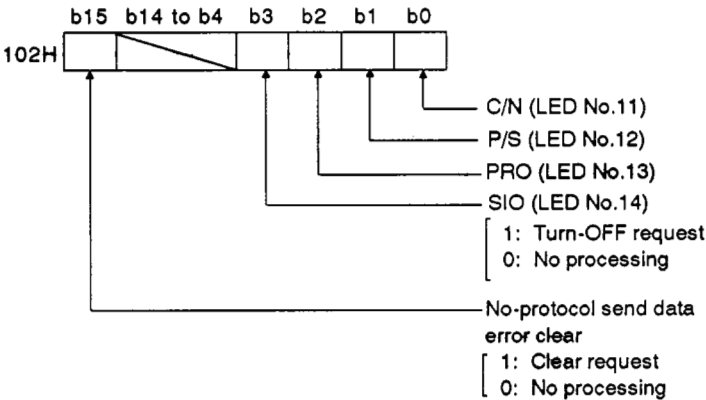 b15 b14 to b4 b3 b2 b1 b0
102H
C/N (LED No.11)
P/S (LED No.12)
PRO (LED No.13)
SIO (LED No.14)
1: Turn-OFF request
0: No processing
No-protocol send data
error clear
1: Clear request
0: No processing